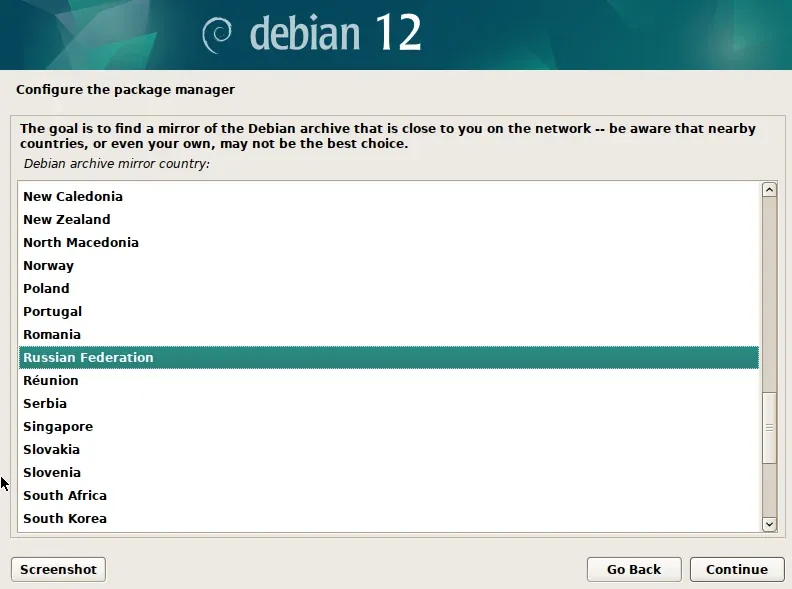 debian 12
Configure the package manager
The goal is to find a mirror of the Debian archive that is close to you on the network -- be aware that nearby
countries, or even your own, may not be the best choice.
Debian archive mirror country:
New Caledonia
New Zealand
North Macedonia
Norway
Poland
Portugal
Romania
Russian Federation
Réunion
Serbia
Singapore
Slovakia
Slovenia
South Africa
South Korea
Screenshot
Go Back
Continue